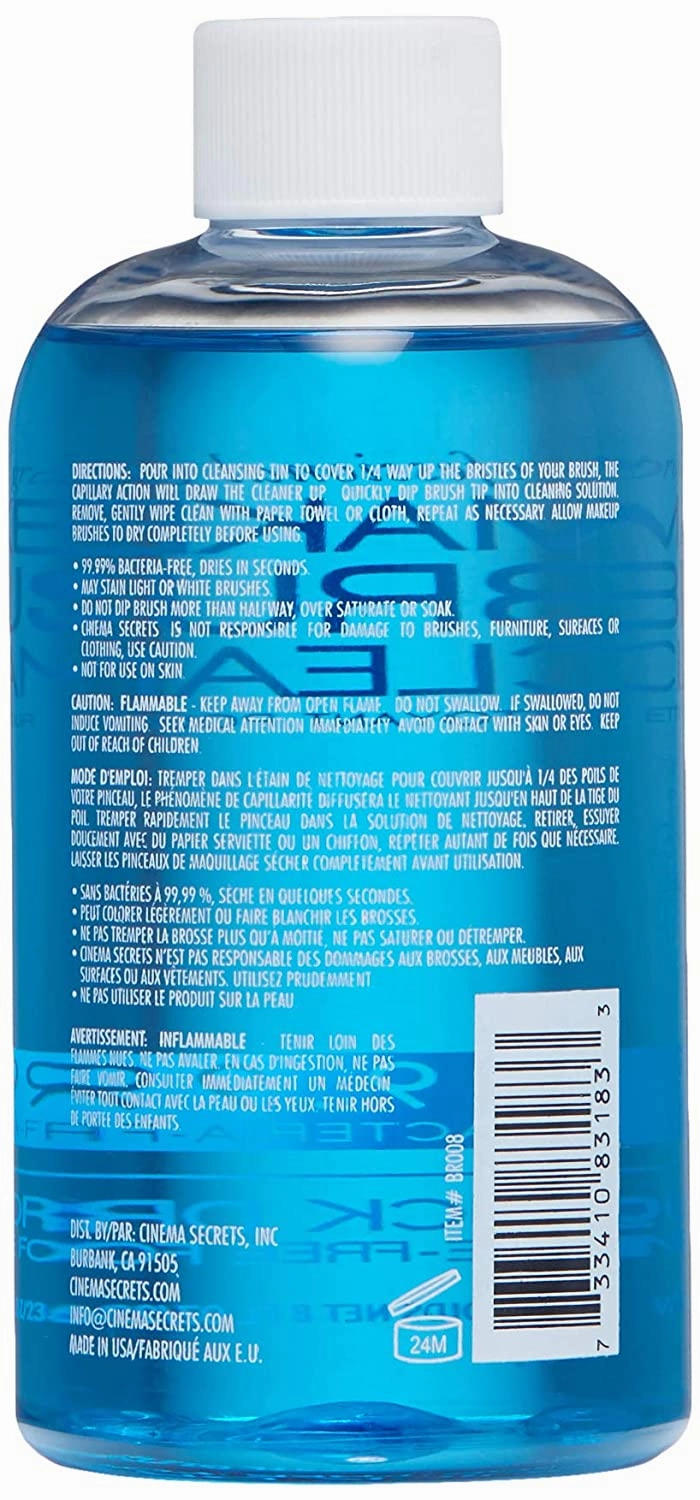 DIRECTIONS: POUR INTO CLEANSING TIN TO COVER 1/4 WAY UP THE BRISTLES OF YOUR BRUSH, THE
CAPILLARY ACTION WILL DRAW THE CLEANER UP. QUICKLY DIP BRUSH TIP INTO CLEANING SOLUTION.
REMOVE, GENTLY WIPE CLEAN WITH PAPER TOWEL OR CLOTH, REPEAT AS NECESSARY. ALLOW MAKEUP
BRUSHES TO DRY COMPLETELY BEFORE USING.
• 99.99% BACTERIA-FREE, DRIES IN SECONDS.
• MAY STAIN LIGHT OR WHITE BRUSHES.
• DO NOT DIP BRUSH MORE THAN HALFWAY, OVER SATURATE OR SOAK.
• CINEMA SECRETS IS NOT RESPONSIBLE FOR DAMAGE TO BRUSHES, FURNITURE, SURFACES OR
CLOTHING, USE CAUTION.
• NOT FOR USE ON SKIN.
CAUTION: FLAMMABLE - KEEP AWAY FROM OPEN FLAME. DO NOT SWALLOW. IF SWALLOWED, DO NOT
INDUCE VOMITING. SEEK MEDICAL ATTENTION IMMEDIATELY. AVOID CONTACT WITH SKIN OR EYES. KEEP
OUT OF REACH OF CHILDREN.
MODE D'EMPLOI: TREMPER DANS L'ÉTAIN DE NETTOYAGE POUR COUVRIR JUSQU'À 1/4 DES POILS DE
VOTRE PINCEAU, LE PHÉNOMÈNE DE CAPILLARITÉ DIFFUSERA LE NETTOYANT JUSQU'EN HAUT DE LA TIGE DU
POIL. TREMPER RAPIDEMENT LE PINCEAU DANS LA SOLUTION DE NETTOYAGE, RETIRER, ESSUYER
DOUCEMENT AVEC DU PAPIER SERVIETTE OU UN CHIFFON, RÉPÉTER AUTANT DE FOIS QUE NÉCESSAIRE.
LAISSER LES PINCEAUX DE MAQUILLAGE SÉCHER COMPLÈTEMENT AVANT UTILISATION.
• SANS BACTÉRIES À 99,99 %, SÈCHE EN QUELQUES SECONDES.
• PEUT COLORER LÉGÈREMENT OU FAIRE BLANCHIR LES BROSSES.
• NE PAS TREMPER LA BROSSE PLUS QU'A MOITIE, NE PAS SATURER OU DÉTREMPER.
• CINEMA SECRETS N'EST PAS RESPONSABLE DES DOMMAGES AUX BROSSES, AUX MEUBLES, AUX
SURFACES OU AUX VÊTEMENTS. UTILISEZ PRUDEMMENT
• NE PAS UTILISER LE PRODUIT SUR LA PEAU
AVERTISSEMENT: INFLAMMABLE - TENIR LOIN DES
FLAMMES NUES. NE PAS AVALER. EN CAS D'INGESTION, NE PAS
FAIRE VOMIR. CONSULTER IMMÉDIATEMENT UN MÉDECIN
ÉVITER TOUT CONTACT AVEC LA PEAU OU LES YEUX. TENIR HORS
DE PORTÉE DES ENFANTS.
DIST. BY/PAR: CINEMA SECRETS, INC
BURBANK, CA 91505
CINEMASECRETS.COM
INFO@CINEMASECRETS.COM
MADE IN USA/FABRIQUÉ AUX E.U.
ITEM# BR008
24M
7 33410 83183 3